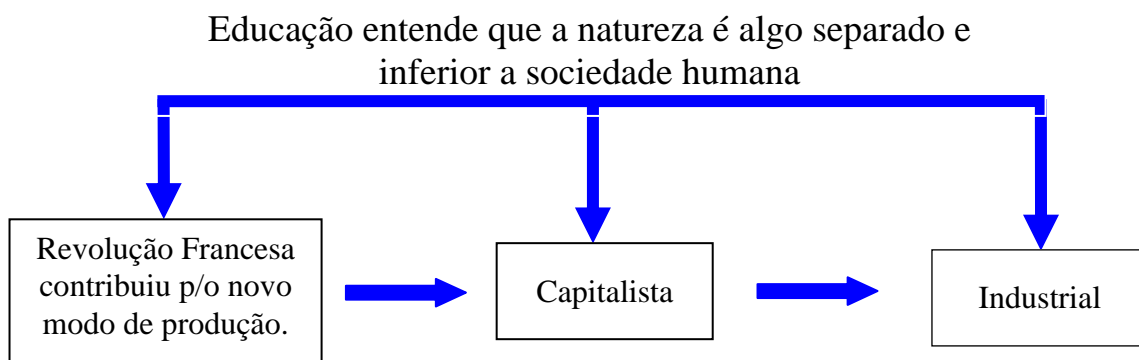 Educação entende que a natureza é algo separado e
inferior a sociedade humana
Revolução Francesa
contribuiu p/o novo
modo de produção.
Capitalista
Industrial